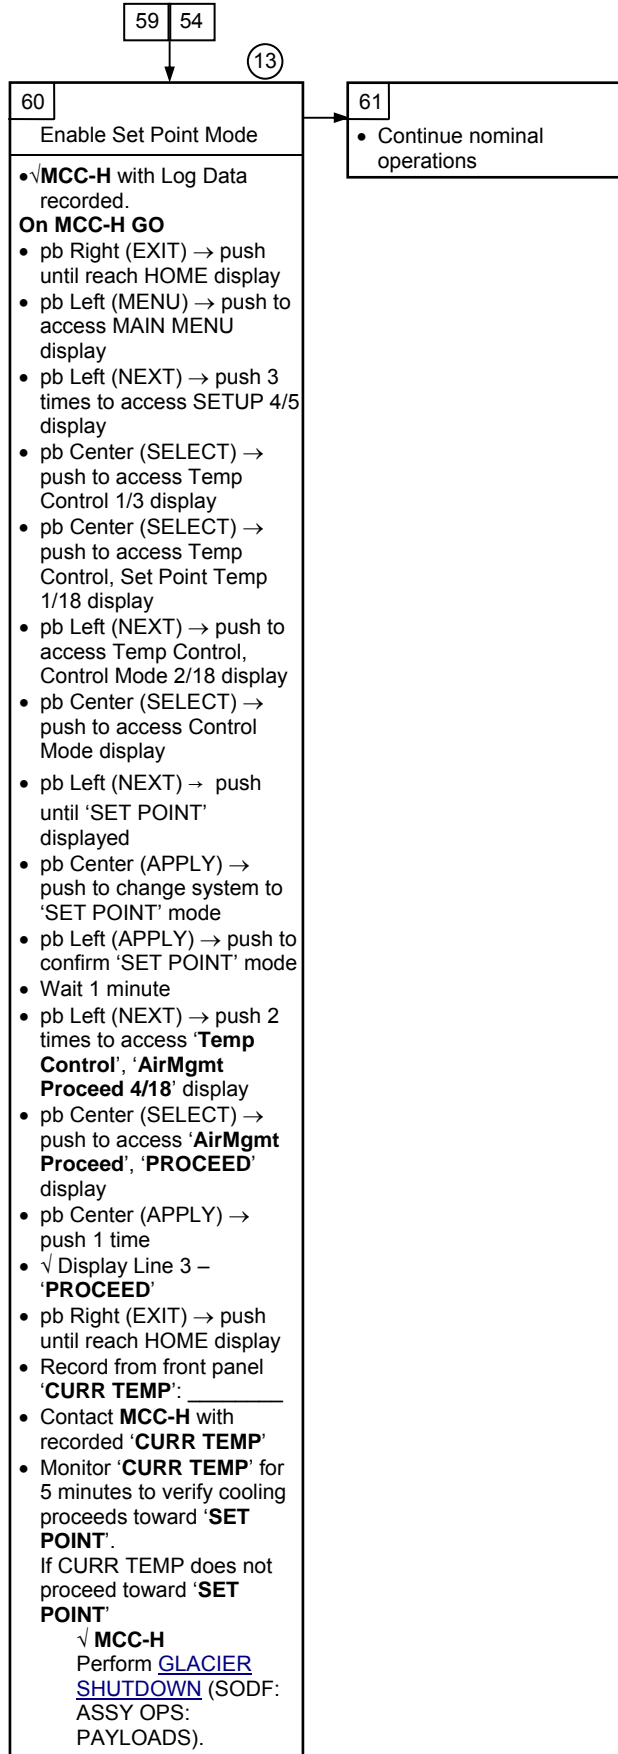 59 54
13
60
Enable Set Point Mode
•√MCC-H with Log Data
recorded.
On MCC-H GO
• pb Right (EXIT) → push
until reach HOME display
• pb Left (MENU) → push to
access MAIN MENU
display
• pb Left (NEXT) → push 3
times to access SETUP 4/5
display
• pb Center (SELECT) →
push to access Temp
Control 1/3 display
• pb Center (SELECT) →
push to access Temp
Control, Set Point Temp
1/18 display
• pb Left (NEXT) → push to
access Temp Control,
Control Mode 2/18 display
• pb Center (SELECT) →
push to access Control
Mode display
• pb Left (NEXT) → push
until ‘SET POINT’
displayed
• pb Center (APPLY) →
push to change system to
‘SET POINT’ mode
• pb Left (APPLY) → push to
confirm ‘SET POINT’ mode
• Wait 1 minute
• pb Left (NEXT) → push 2
times to access ‘Temp
Control’, ‘AirMgmt
Proceed 4/18’ display
• pb Center (SELECT) →
push to access ‘AirMgmt
Proceed’, ‘PROCEED’
display
• pb Center (APPLY) →
push 1 time
• √ Display Line 3 –
‘PROCEED’
• pb Right (EXIT) → push
until reach HOME display
• Record from front panel
‘CURR TEMP’: ________
• Contact MCC-H with
recorded ‘CURR TEMP’
• Monitor ‘CURR TEMP’ for
5 minutes to verify cooling
proceeds toward ‘SET
POINT’.
If CURR TEMP does not
proceed toward ‘SET
POINT’
√ MCC-H
Perform GLACIER
SHUTDOWN (SODF:
ASSY OPS:
PAYLOADS).
61
• Continue nominal
operations